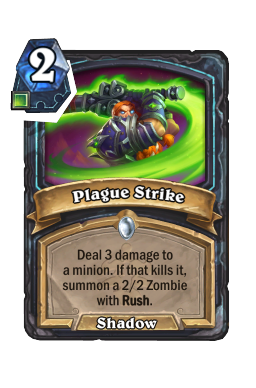 2
Plague Strike
Deal 3 damage to
a minion. If that kills it,
summon a 2/2 Zombie
with Rush.
Shadow